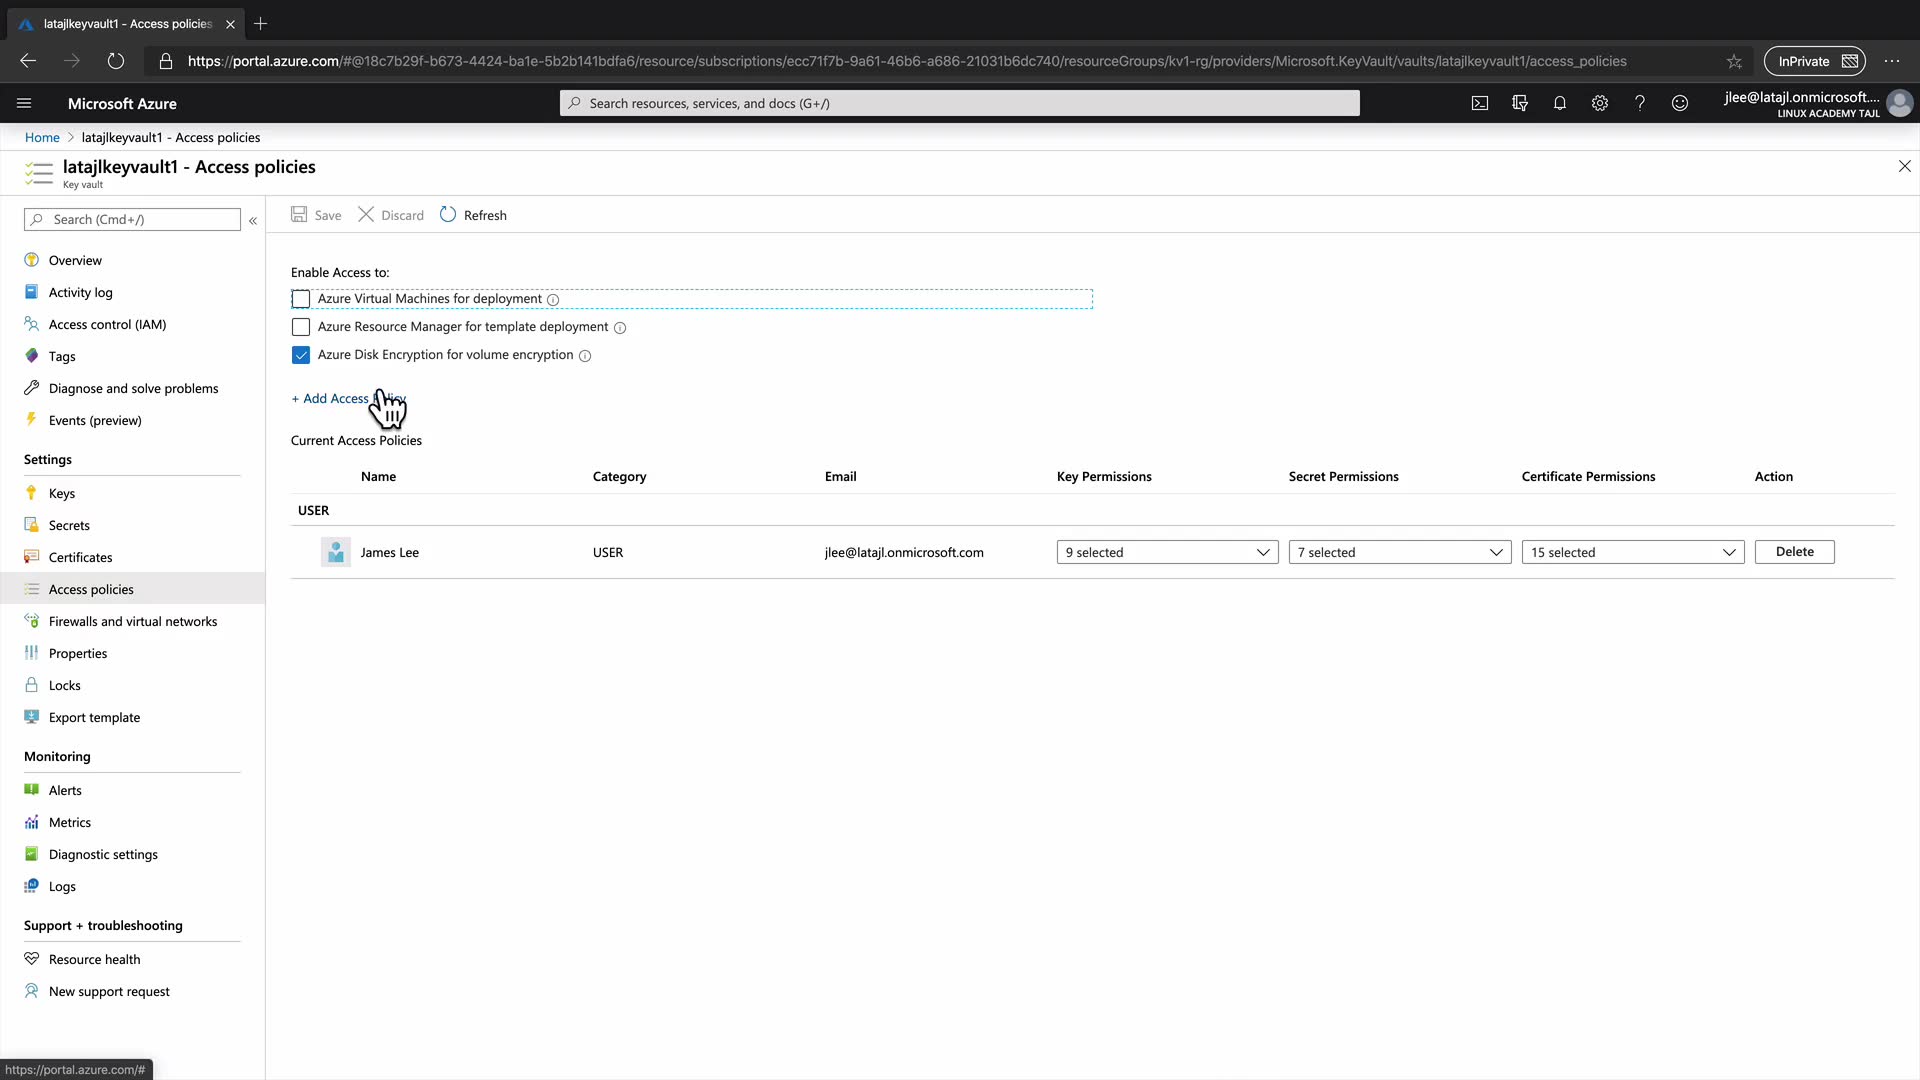 latajlkeyvault1 - Access policies
https://portal.azure.com/#@18c7b29f-b673-4424-ba1e-5b2b141bdfa6/resource/subscriptions/ecc71f7b-9a61-46b6-a686-21031b6dc740/resourceGroups/kv1-rg/providers/Microsoft.KeyVault/vaults/latajlkeyvault1/access_policies
InPrivate
Microsoft Azure
Search resources, services, and docs (G+/)
jlee@latajl.onmicrosoft....
LINUX ACADEMY TAJL
Home > latajlkeyvault1 - Access policies
latajlkeyvault1 - Access policies
Key vault
Search (Cmd+/)
Overview
Activity log
Access control (IAM)
Tags
Diagnose and solve problems
Events (preview)
Settings
Keys
Secrets
Certificates
Access policies
Firewalls and virtual networks
Properties
Locks
Export template
Monitoring
Alerts
Metrics
Diagnostic settings
Logs
Support + troubleshooting
Resource health
New support request
Save Discard Refresh
Enable Access to:
Azure Virtual Machines for deployment
Azure Resource Manager for template deployment
Azure Disk Encryption for volume encryption
+ Add Access Policy
Current Access Policies
Name Category Email Key Permissions Secret Permissions Certificate Permissions Action
USER
James Lee USER jlee@latajl.onmicrosoft.com 9 selected 7 selected 15 selected Delete
https://portal.azure.com/#